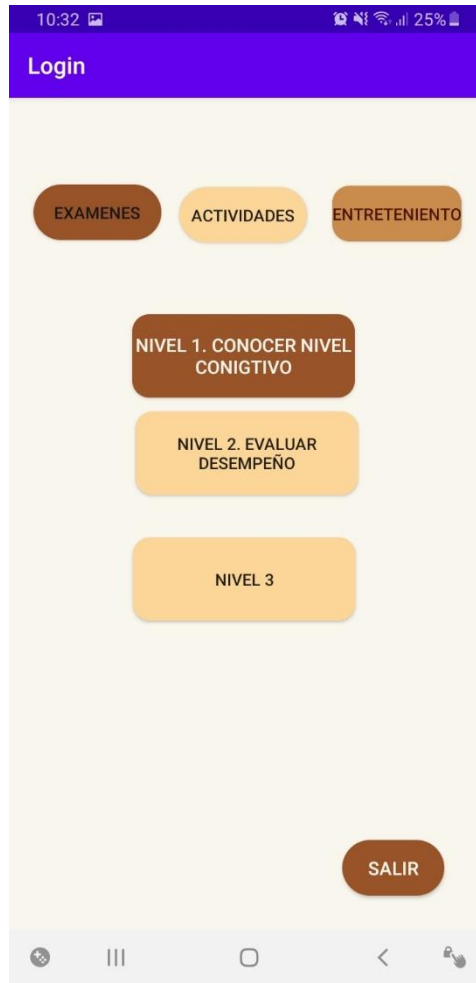 10:32 25%
Login
EXAMENES ACTIVIDADES ENTRETENIENTO
NIVEL 1. CONOCER NIVEL
CONIGTIVO
NIVEL 2. EVALUAR
DESEMPEÑO
NIVEL 3
SALIR